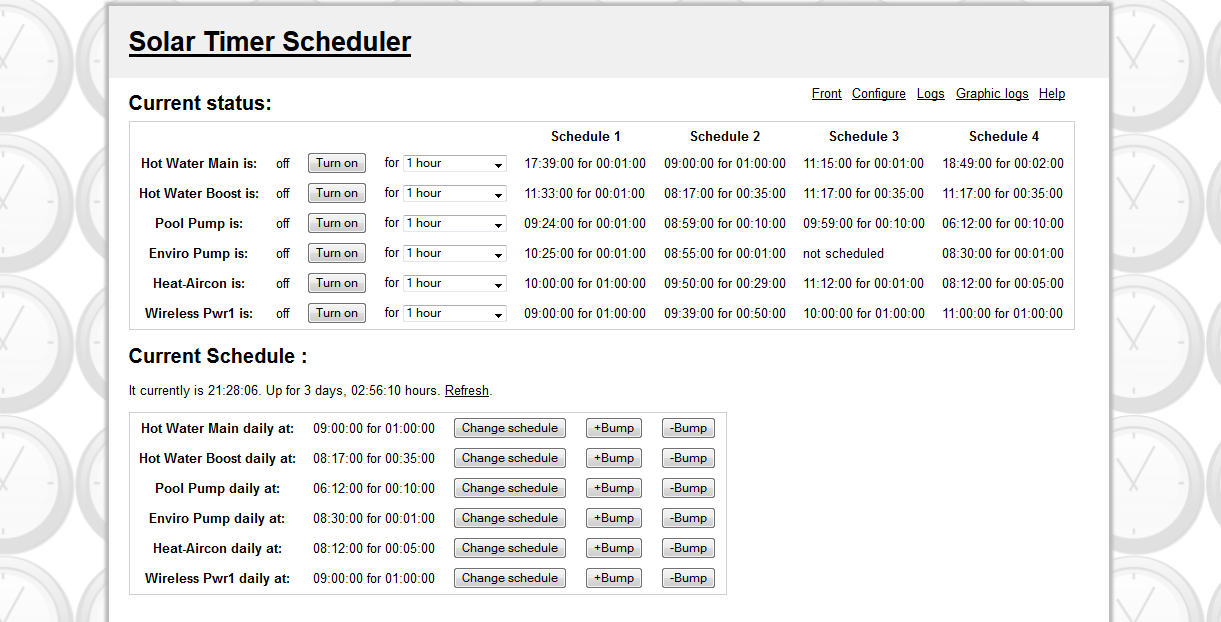 Solar Timer Scheduler
Front Configure Logs Graphic logs Help
Current status:
Schedule 1 Schedule 2 Schedule 3 Schedule 4
Hot Water Main is: off Turn on for 1 hour 17:39:00 for 00:01:00 09:00:00 for 01:00:00 11:15:00 for 00:01:00 18:49:00 for 00:02:00
Hot Water Boost is: off Turn on for 1 hour 11:33:00 for 00:01:00 08:17:00 for 00:35:00 11:17:00 for 00:35:00 11:17:00 for 00:35:00
Pool Pump is: off Turn on for 1 hour 09:24:00 for 00:01:00 08:59:00 for 00:10:00 09:59:00 for 00:10:00 06:12:00 for 00:10:00
Enviro Pump is: off Turn on for 1 hour 10:25:00 for 00:01:00 08:55:00 for 00:01:00 not scheduled 08:30:00 for 00:01:00
Heat-Aircon is: off Turn on for 1 hour 10:00:00 for 01:00:00 09:50:00 for 00:29:00 11:12:00 for 00:01:00 08:12:00 for 00:05:00
Wireless Pwr1 is: off Turn on for 1 hour 09:00:00 for 01:00:00 09:39:00 for 00:50:00 10:00:00 for 01:00:00 11:00:00 for 01:00:00
Current Schedule :
It currently is 21:28:06. Up for 3 days, 02:56:10 hours. Refresh.
Hot Water Main daily at: 09:00:00 for 01:00:00 Change schedule +Bump -Bump
Hot Water Boost daily at: 08:17:00 for 00:35:00 Change schedule +Bump -Bump
Pool Pump daily at: 06:12:00 for 00:10:00 Change schedule +Bump -Bump
Enviro Pump daily at: 08:30:00 for 00:01:00 Change schedule +Bump -Bump
Heat-Aircon daily at: 08:12:00 for 00:05:00 Change schedule +Bump -Bump
Wireless Pwr1 daily at: 09:00:00 for 01:00:00 Change schedule +Bump -Bump